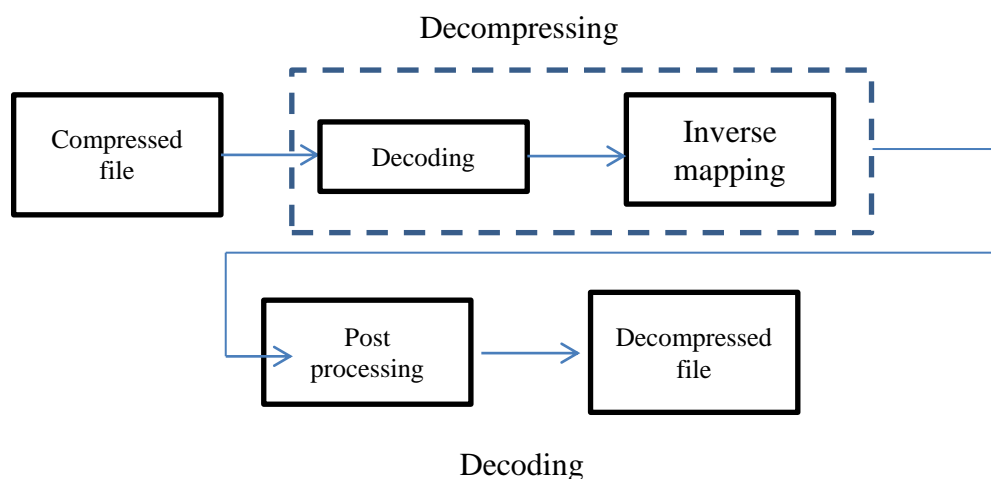 Decompressing
Compressed
file
Decoding
Inverse
mapping
Post
processing
Decompressed
file
Decoding